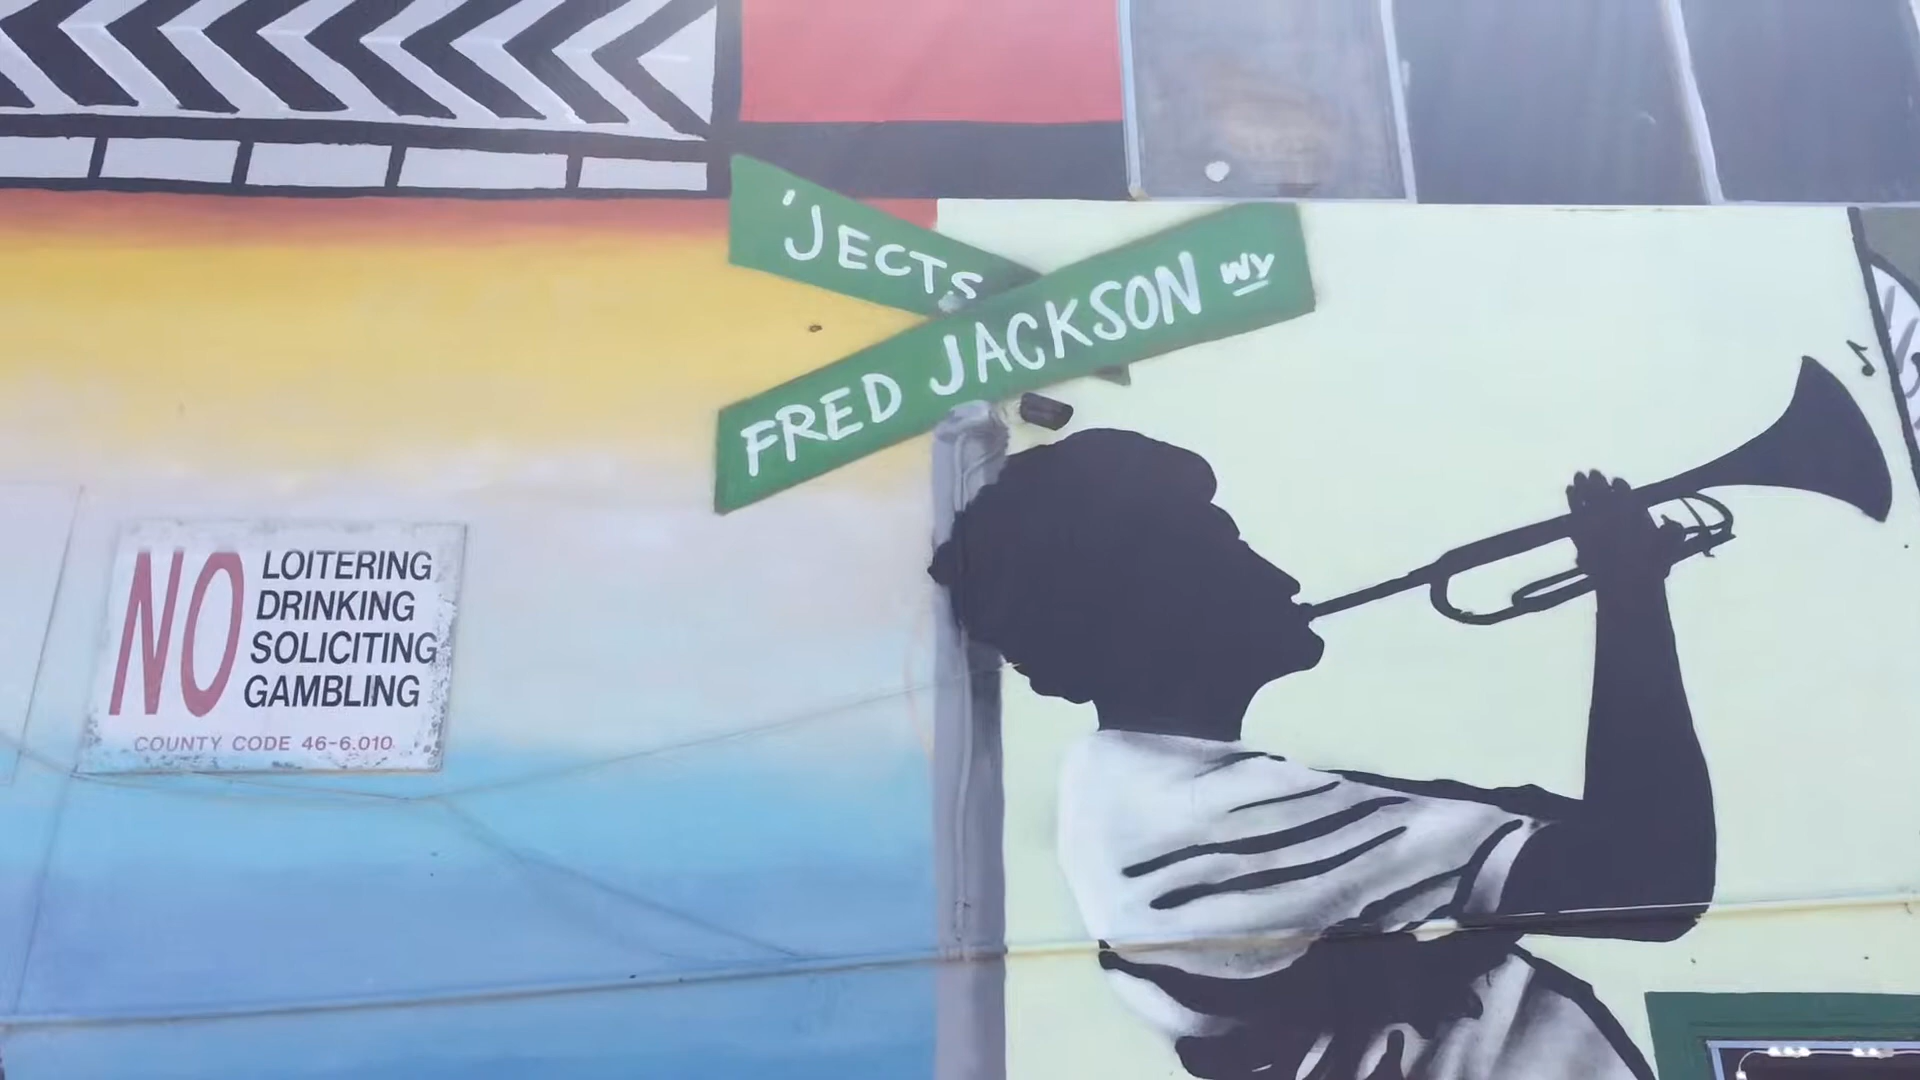 'JECTS
FRED JACKSON WY
NO
LOITERING
DRINKING
SOLICITING
GAMBLING
COUNTY CODE 46-6.010